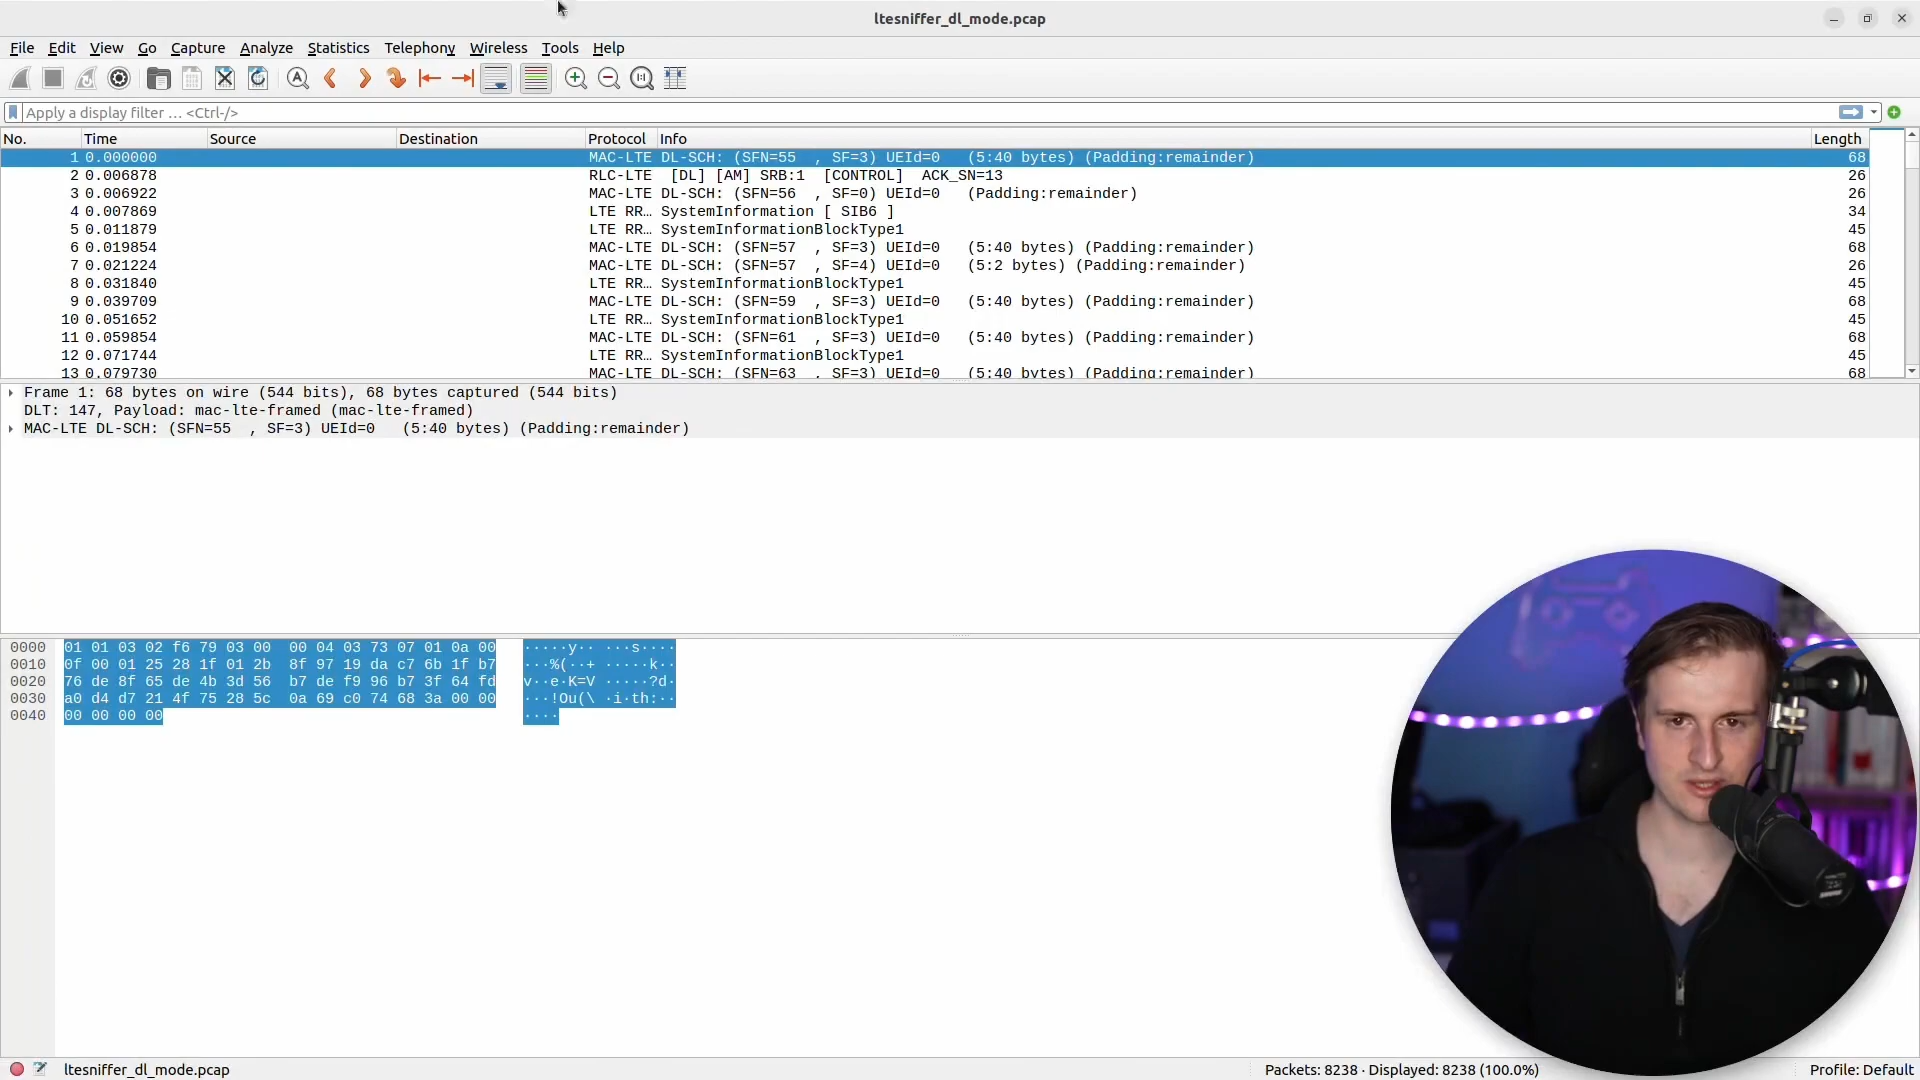 ltesniffer_dl_mode.pcap
File Edit View Go Capture Analyze Statistics Telephony Wireless Tools Help
Apply a display filter … <Ctrl-/>
No. Time Source Destination Protocol Info Length
1 0.000000 MAC-LTE DL-SCH: (SFN=55 , SF=3) UEId=0 (5:40 bytes) (Padding:remainder) 68
2 0.006878 RLC-LTE [DL] [AM] SRB:1 [CONTROL] ACK_SN=13 26
3 0.006922 MAC-LTE DL-SCH: (SFN=56 , SF=0) UEId=0 (Padding:remainder) 26
4 0.007869 LTE RR… SystemInformation [ SIB6 ] 34
5 0.011879 LTE RR… SystemInformationBlockType1 45
6 0.019854 MAC-LTE DL-SCH: (SFN=57 , SF=3) UEId=0 (5:40 bytes) (Padding:remainder) 68
7 0.021224 MAC-LTE DL-SCH: (SFN=57 , SF=4) UEId=0 (5:2 bytes) (Padding:remainder) 26
8 0.031840 LTE RR… SystemInformationBlockType1 45
9 0.039709 MAC-LTE DL-SCH: (SFN=59 , SF=3) UEId=0 (5:40 bytes) (Padding:remainder) 68
10 0.051652 LTE RR… SystemInformationBlockType1 45
11 0.059854 MAC-LTE DL-SCH: (SFN=61 , SF=3) UEId=0 (5:40 bytes) (Padding:remainder) 68
12 0.071744 LTE RR… SystemInformationBlockType1 45
13 0.079730 MAC-LTE DL-SCH: (SFN=63 , SF=3) UEId=0 (5:40 bytes) (Padding:remainder) 68
Frame 1: 68 bytes on wire (544 bits), 68 bytes captured (544 bits)
DLT: 147, Payload: mac-lte-framed (mac-lte-framed)
MAC-LTE DL-SCH: (SFN=55 , SF=3) UEId=0 (5:40 bytes) (Padding:remainder)
0000 01 01 03 02 f6 79 03 00 00 04 03 73 07 01 0a 00 ·····y·· ···s····
0010 0f 00 01 25 28 1f 01 2b 8f 97 19 da c7 6b 1f b7 ···%(··+ ·····k··
0020 76 de 8f 65 de 4b 3d 56 b7 de f9 96 b7 3f 64 fd v··e·K=V ·····?d·
0030 a0 d4 d7 21 4f 75 28 5c 0a 69 c0 74 68 3a 00 00 ···!Ou(\ ·i·th:··
0040 00 00 00 00 ····
ltesniffer_dl_mode.pcap Packets: 8238 · Displayed: 8238 (100.0%) Profile: Default